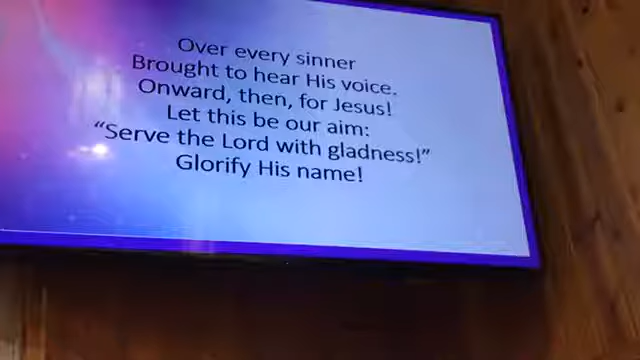 Over every sinner
Brought to hear His voice.
Onward, then, for Jesus!
Let this be our aim:
“Serve the Lord with gladness!”
Glorify His name!